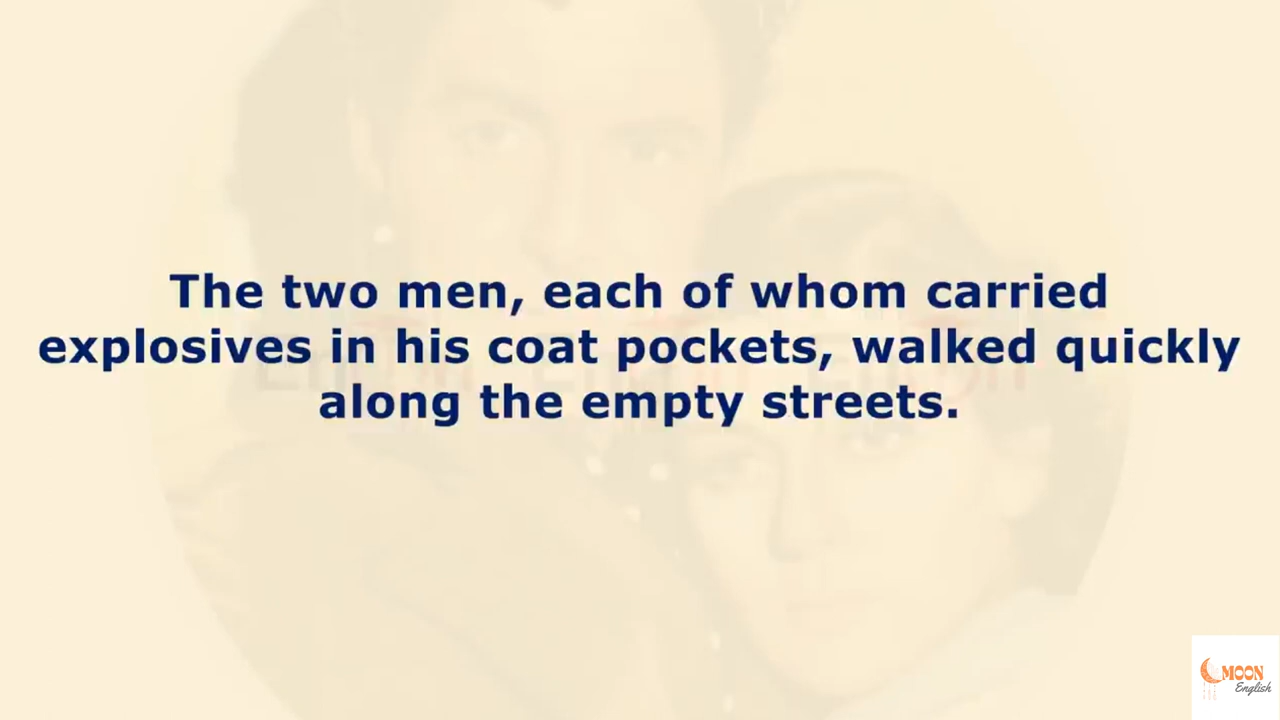 The two men, each of whom carried
explosives in his coat pockets, walked quickly
along the empty streets.
MOON
English